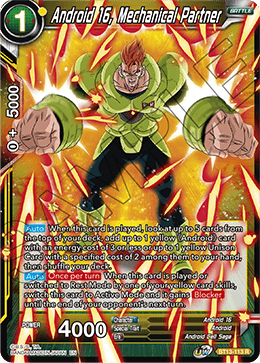 Android 16, Mechanical Partner
BATTLE
1
0 + 5000
Auto When this card is played, look at up to 5 cards from
the top of your deck, add up to 1 yellow ‹Android› card
with an energy cost of 3 or less or up to 1 yellow Unison
Card with a specified cost of 2 among them to your hand,
then shuffle your deck.
Auto Once per turn When this card is played or
switched to Rest Mode by one of your yellow card skills,
switch this card to Active Mode and it gains Blocker
until the end of your opponent's next turn.
POWER
4000
Character Android 16
Special Trait Android
Era Android Cell Saga
BT13-113 R